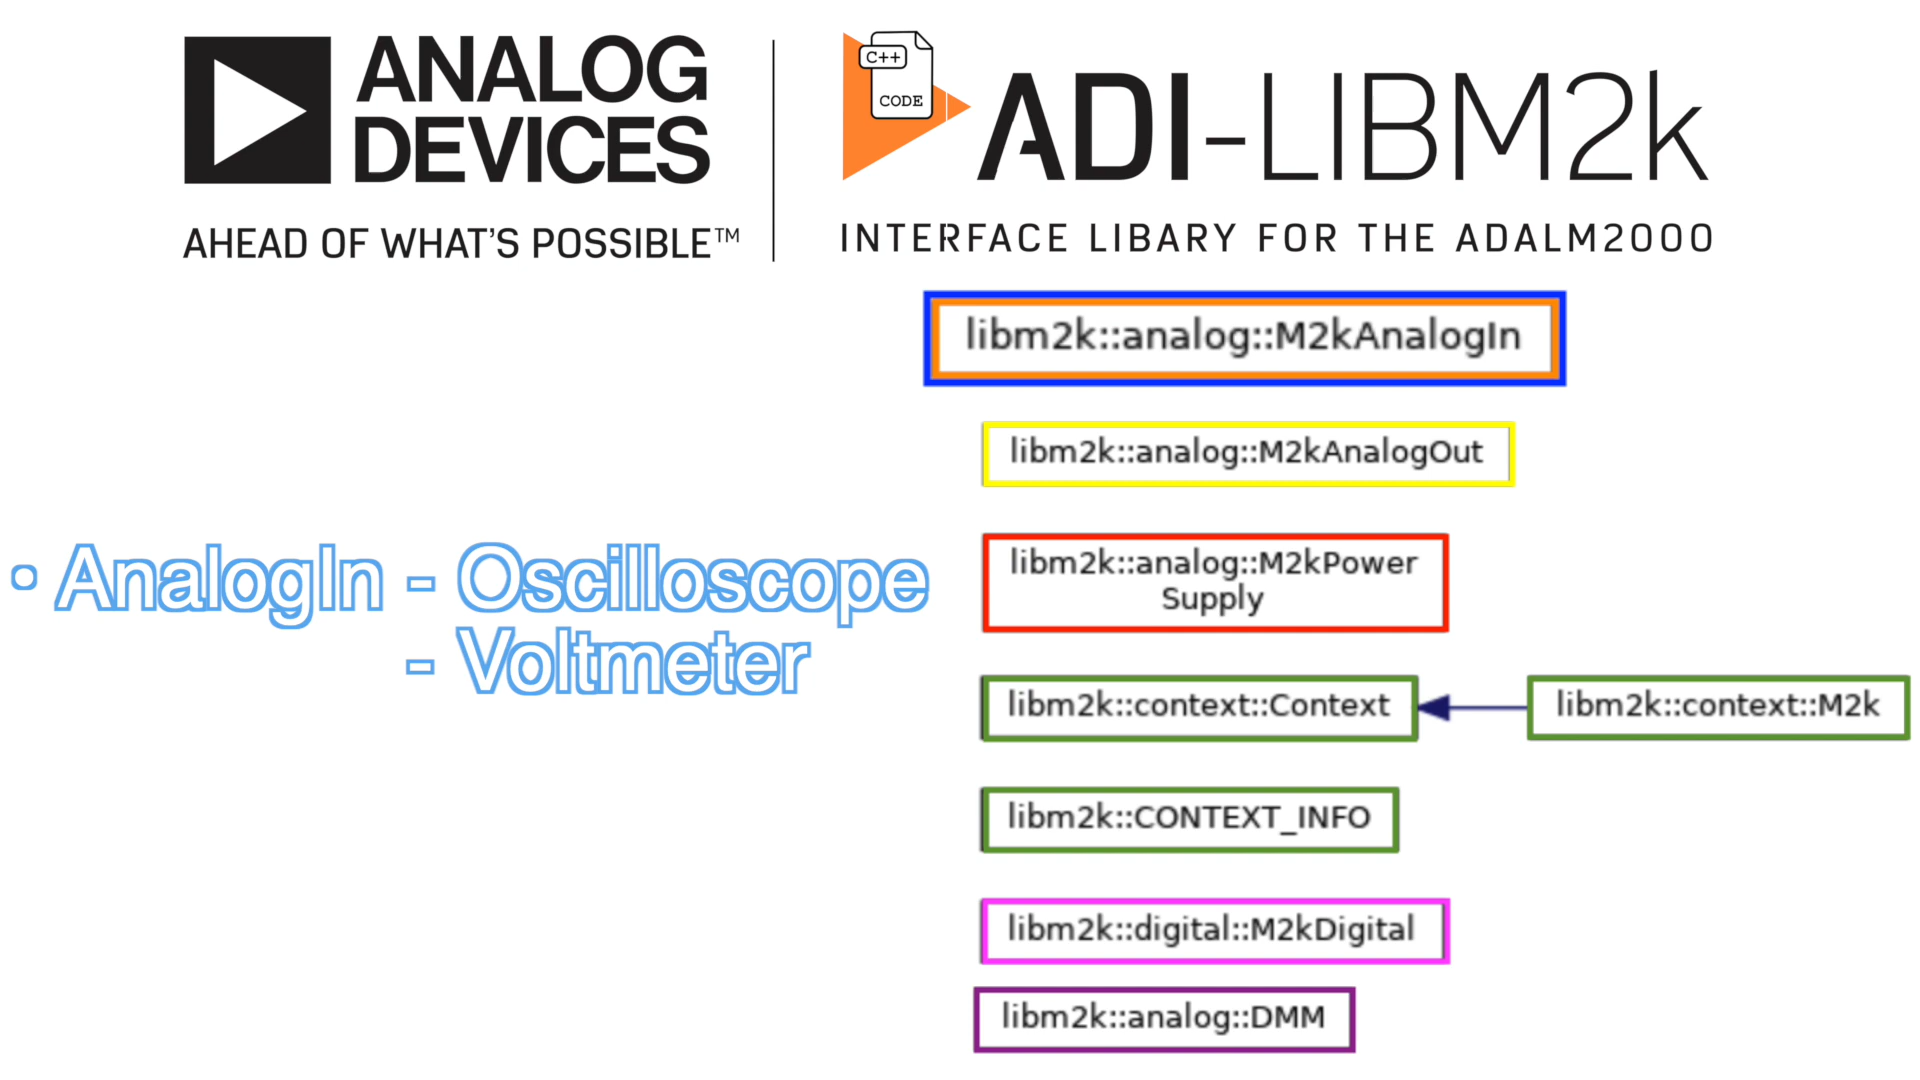 ANALOG
DEVICES
AHEAD OF WHAT'S POSSIBLE™
C++
CODE
ADI-LIBM2k
INTERFACE LIBARY FOR THE ADALM2000
libm2k::analog::M2kAnalogIn
libm2k::analog::M2kAnalogOut
• AnalogIn - Oscilloscope
- Voltmeter
libm2k::analog::M2kPower
Supply
libm2k::context::Context
libm2k::context::M2k
libm2k::CONTEXT_INFO
libm2k::digital::M2kDigital
libm2k::analog::DMM